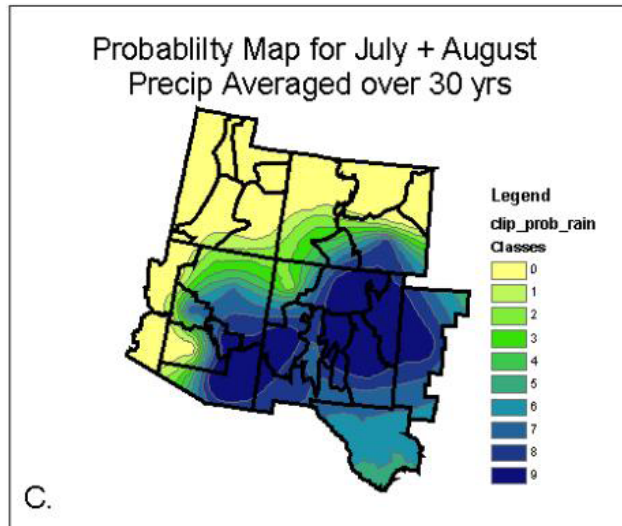 Probablilty Map for July + August
Precip Averaged over 30 yrs
Legend
clip_prob_rain
Classes
0
1
2
3
4
5
6
7
8
9
C.